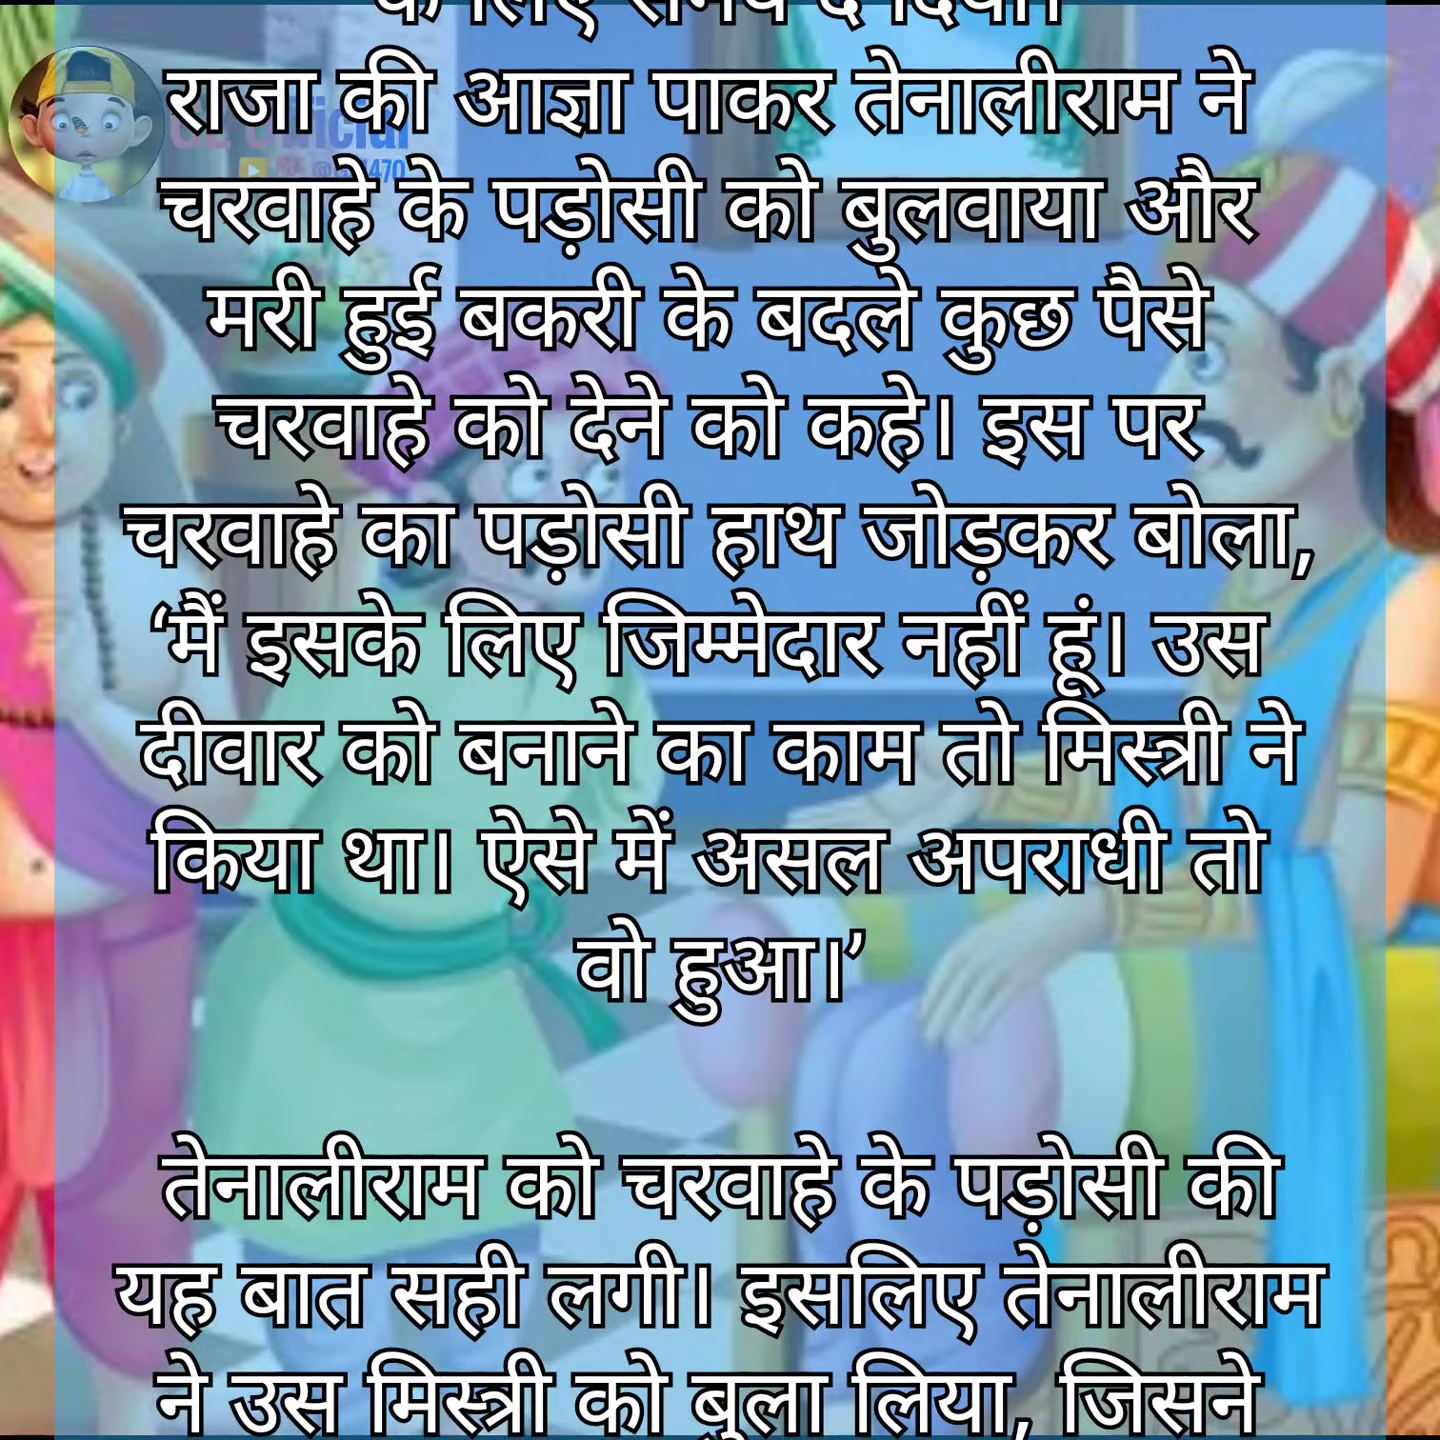 के लिए समय दे दिया।
राजा की आज्ञा पाकर तेनालीराम ने
चरवाहे के पड़ोसी को बुलवाया और
मरी हुई बकरी के बदले कुछ पैसे
चरवाहे को देने को कहे। इस पर
चरवाहे का पड़ोसी हाथ जोड़कर बोला,
‘मैं इसके लिए जिम्मेदार नहीं हूं। उस
दीवार को बनाने का काम तो मिस्त्री ने
किया था। ऐसे में असल अपराधी तो
वो हुआ।’
तेनालीराम को चरवाहे के पड़ोसी की
यह बात सही लगी। इसलिए तेनालीराम
ने उस मिस्त्री को बुला लिया, जिसने